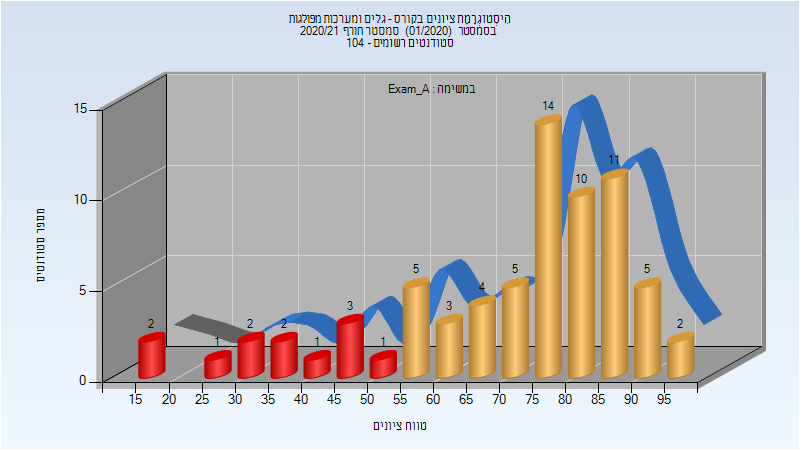 היסטוגרמת ציונים בקורס - גלים ומערכות מפולגות
בסמסטר (01/2020) סמסטר חורף 2020/21
סטודנטים רשומים - 104
במשימה : Exam_A
מספר סטודנטים
15
10
5
0
2
1
2
2
1
3
1
5
3
4
5
14
10
11
5
2
15 20 25 30 35 40 45 50 55 60 65 70 75 80 85 90 95
טווח ציונים